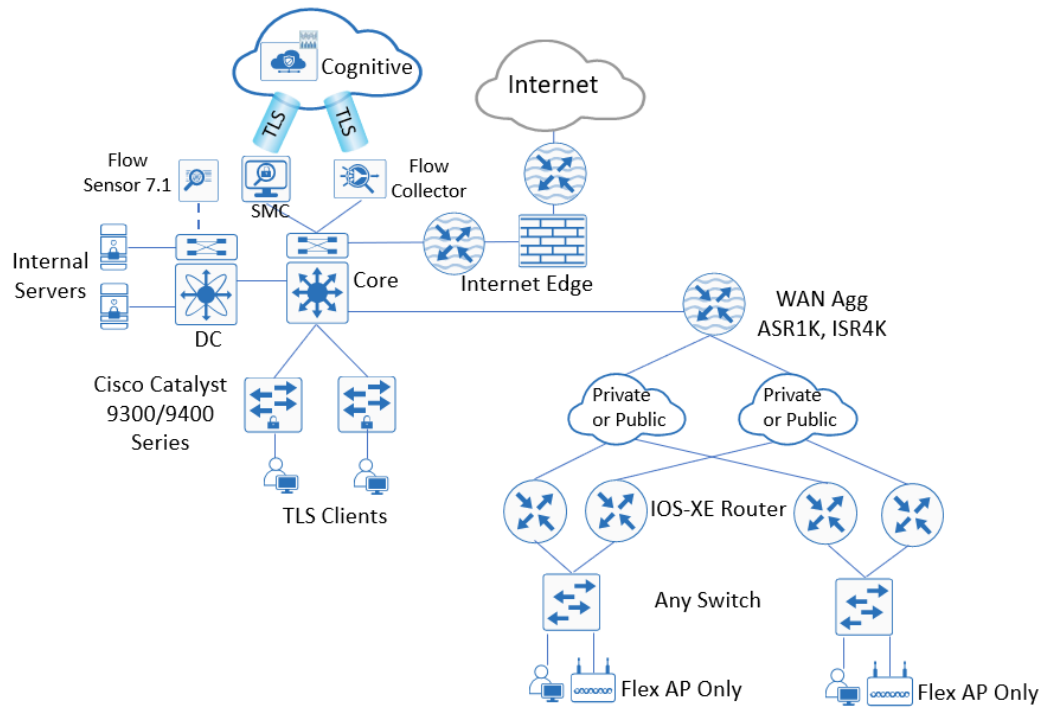 Cognitive
TLS
TLS
Internet
Flow
Sensor 7.1
SMC
Flow
Collector
Internal
Servers
DC
Core
Internet Edge
WAN Agg
ASR1K, ISR4K
Cisco Catalyst
9300/9400
Series
TLS Clients
Private
or Public
Private
or Public
IOS-XE Router
Any Switch
Flex AP Only
Flex AP Only